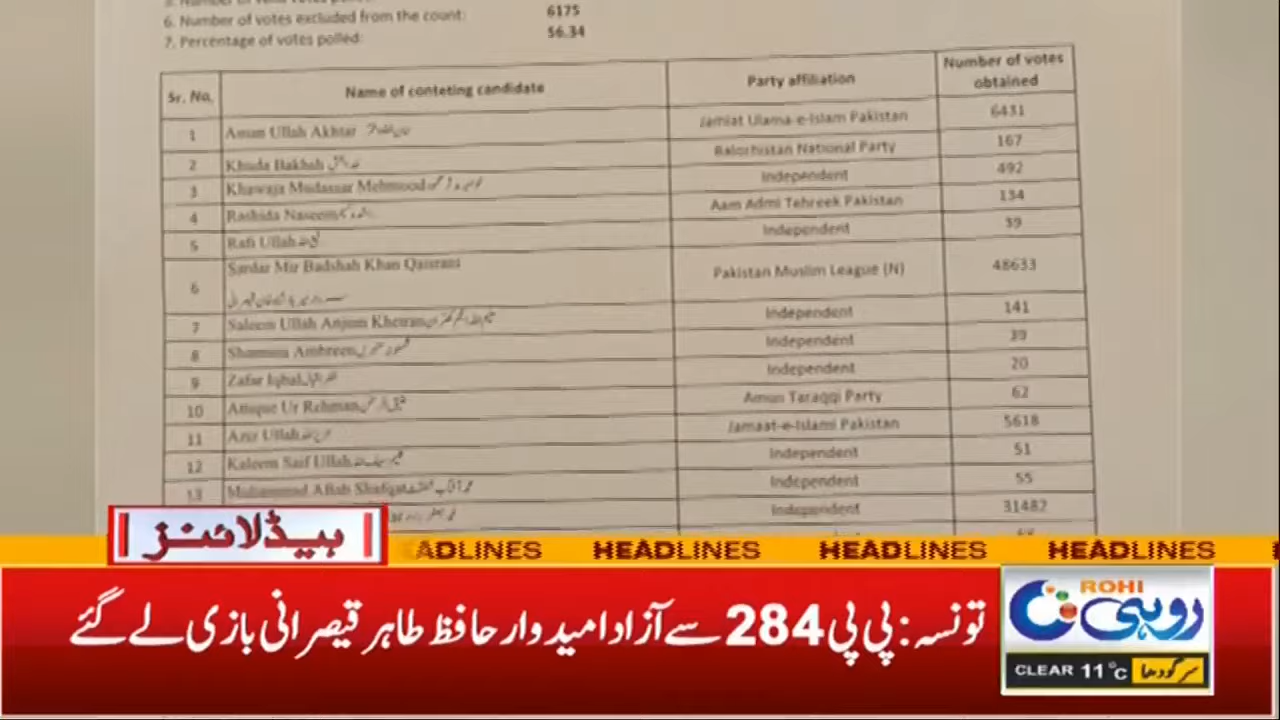 6. Number of votes excluded from the count: 6175
7. Percentage of votes polled: 56.34
Sr. No. Name of conteting candidate Party affiliation Number of votes obtained
1 Aman Ullah Akhtar Jamiat Ulama-e-Islam Pakistan 6431
2 Khuda Bakhsh Balochistan National Party 167
3 Khawaja Mudassar Mehmood Independent 492
4 Rashida Naseem Aam Admi Tehreek Pakistan 134
5 Rafi Ullah Independent 39
6 Sardar Mir Badshah Khan Qaisrani Pakistan Muslim League (N) 48633
7 Saleem Ullah Anjum Khetran Independent 141
8 Shamim Ambreen Independent 39
9 Zafar Iqbal Independent 20
10 Attique Ur Rehman Amun Taraqqi Party 62
11 Aziz Ullah Jamaat-e-Islami Pakistan 5618
12 Kaleem Saif Ullah Independent 51
13 Muhammad Aftab Shafqat Independent 55
Independent 31482
ہیڈلائنز
ADLINES HEADLINES HEADLINES HEADLINES
تونسہ: پی پی 284 سے آزاد امیدوار حافظ طاہر قیصرانی بازی لے گئے
ROHI
روہی
CLEAR 11°C سرگودھا